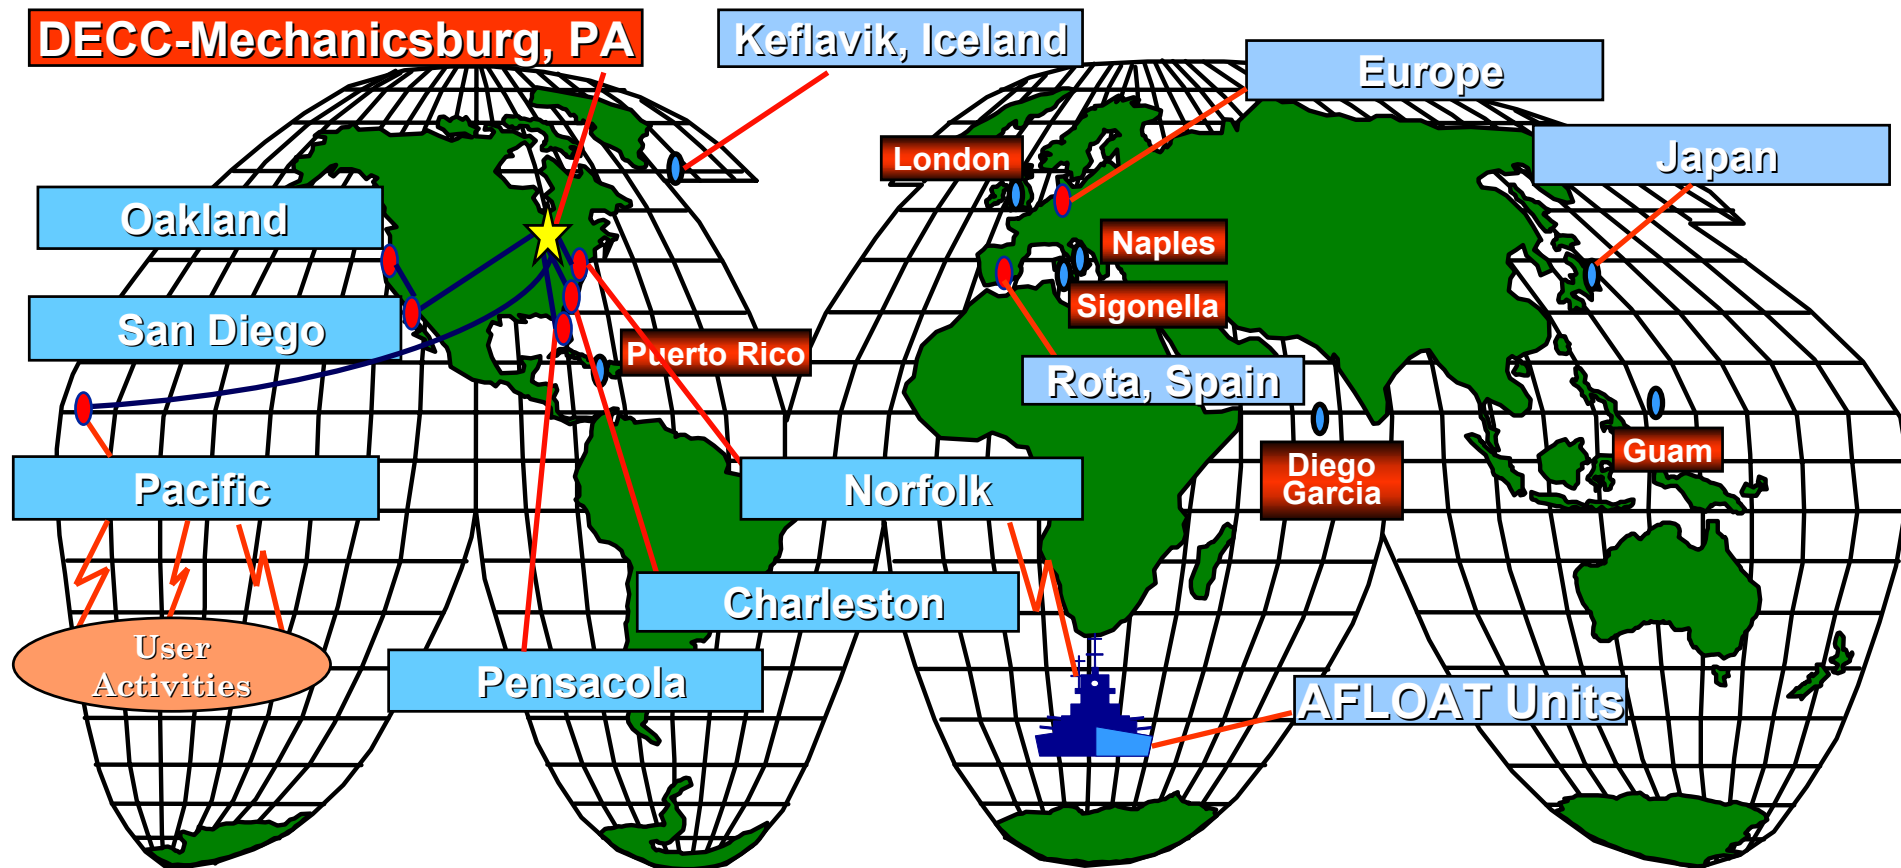 DECC-Mechanicsburg, PA
Keflavik, Iceland
Europe
London
Japan
Oakland
Naples
Sigonella
San Diego
Puerto Rico
Rota, Spain
Guam
Diego
Garcia
Pacific
Norfolk
Charleston
User
Activities
Pensacola
AFLOAT Units